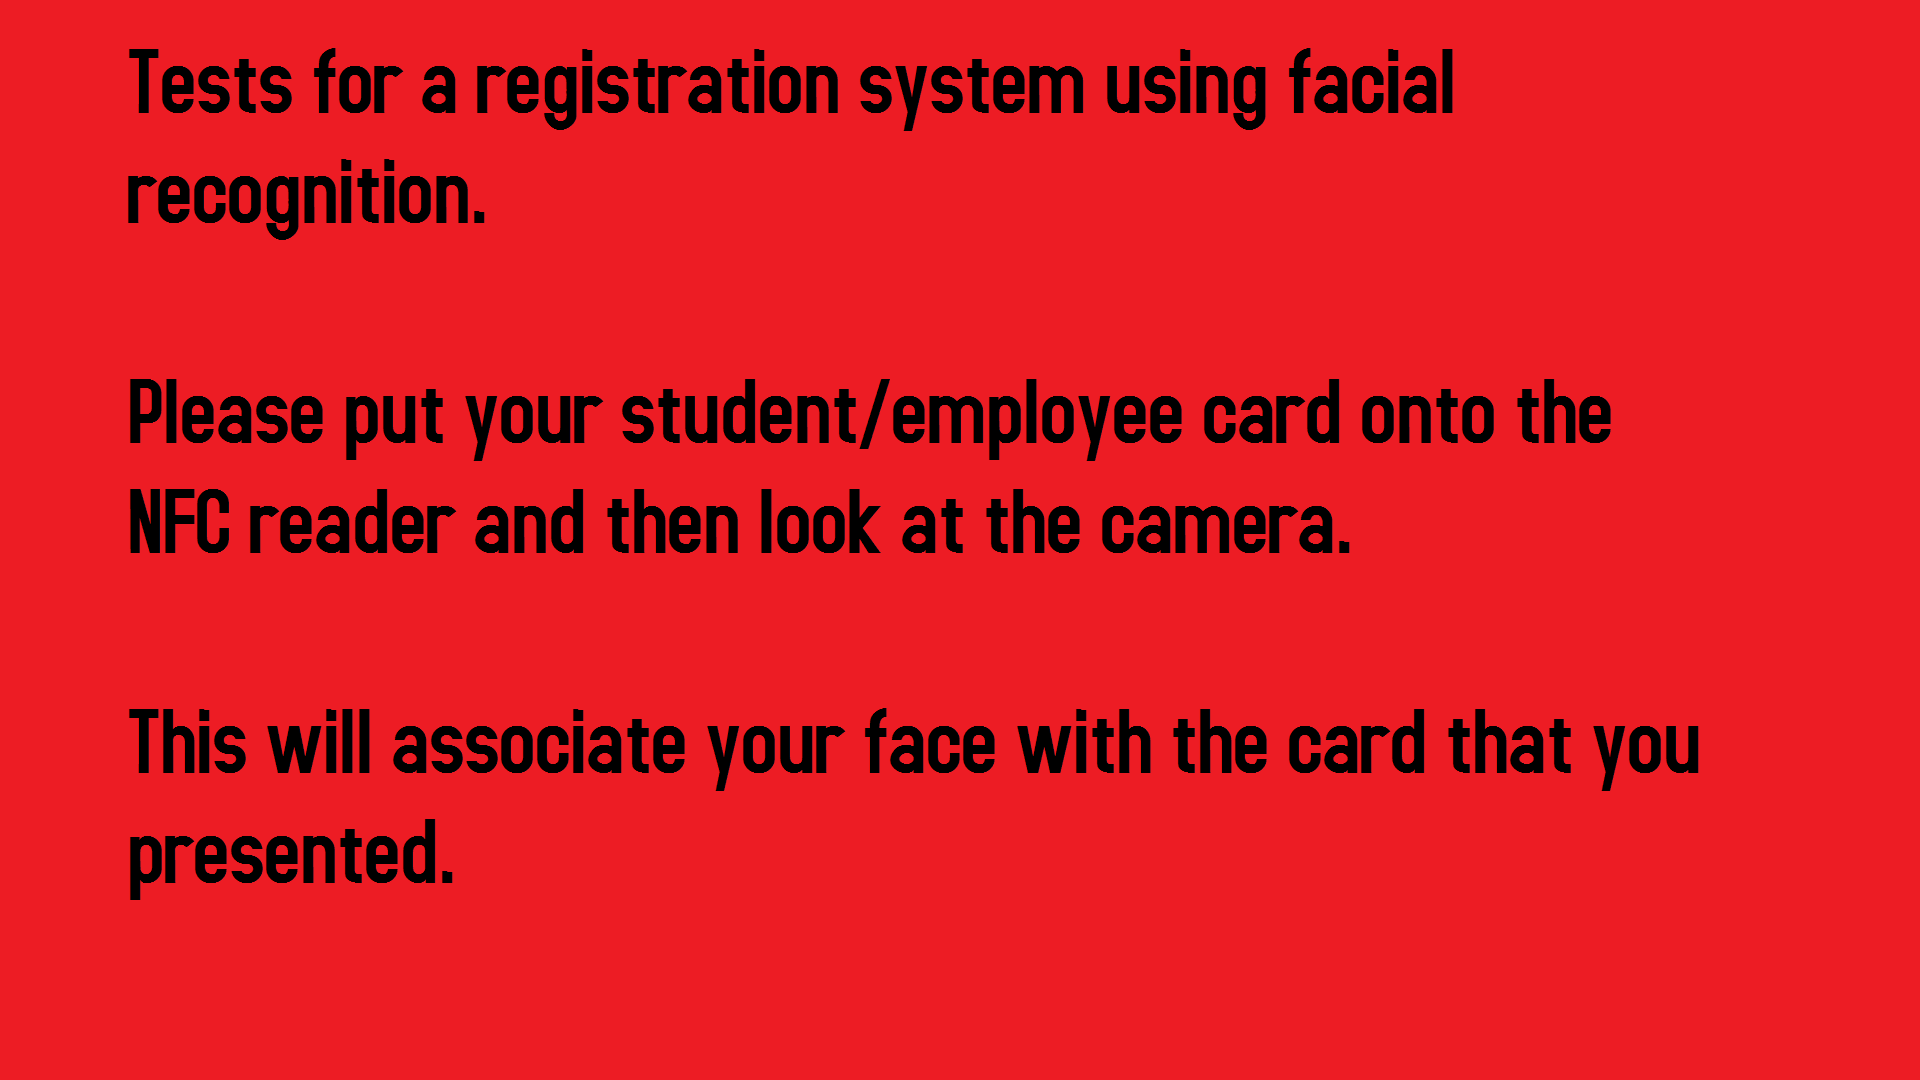 Tests for a registration system using facial
recognition.
Please put your student/employee card onto the
NFC reader and then look at the camera.
This will associate your face with the card that you
presented.